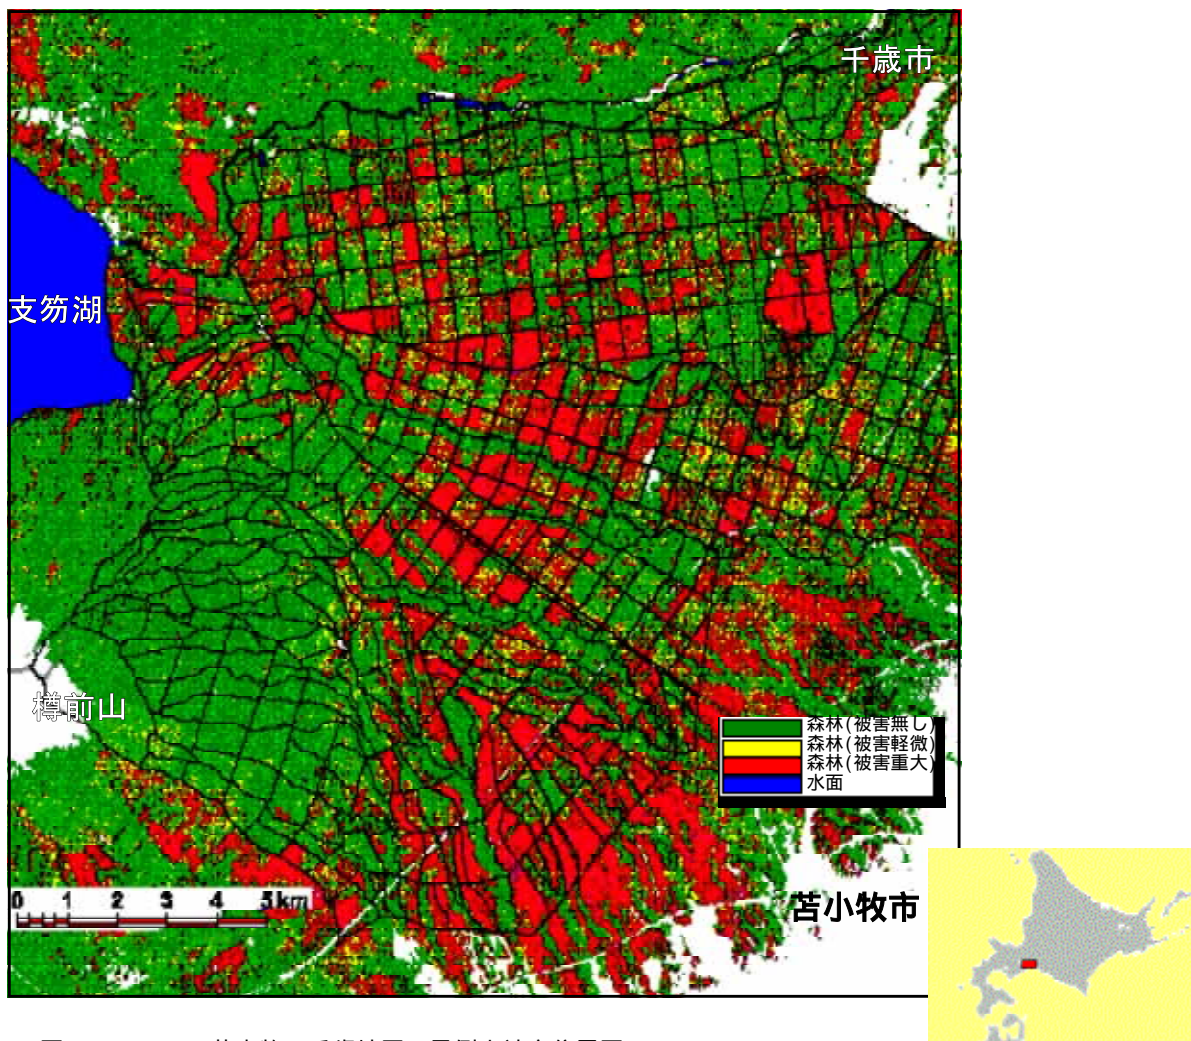 千歳市
支笏湖
樽前山
森林(被害無し)
森林(被害軽微)
森林(被害重大)
水面
0 1 2 3 4 5km
苫小牧市